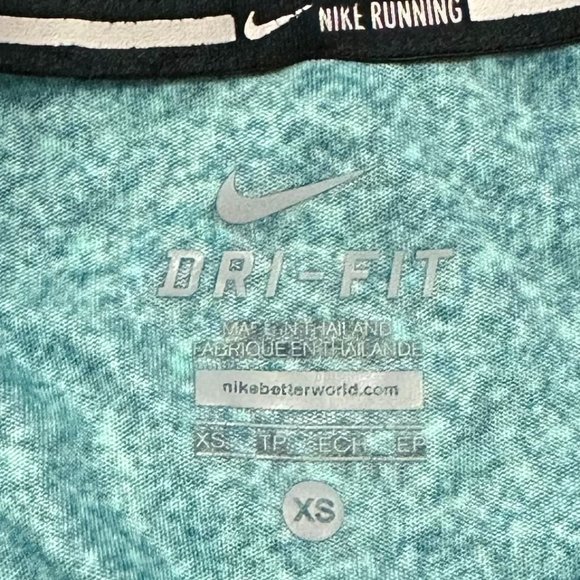 NIKE RUNNING
DRI-FIT
MADE IN THAILAND
FABRIQUE EN THAILANDE
nikebetterworld.com
XS TP ECH EP
XS